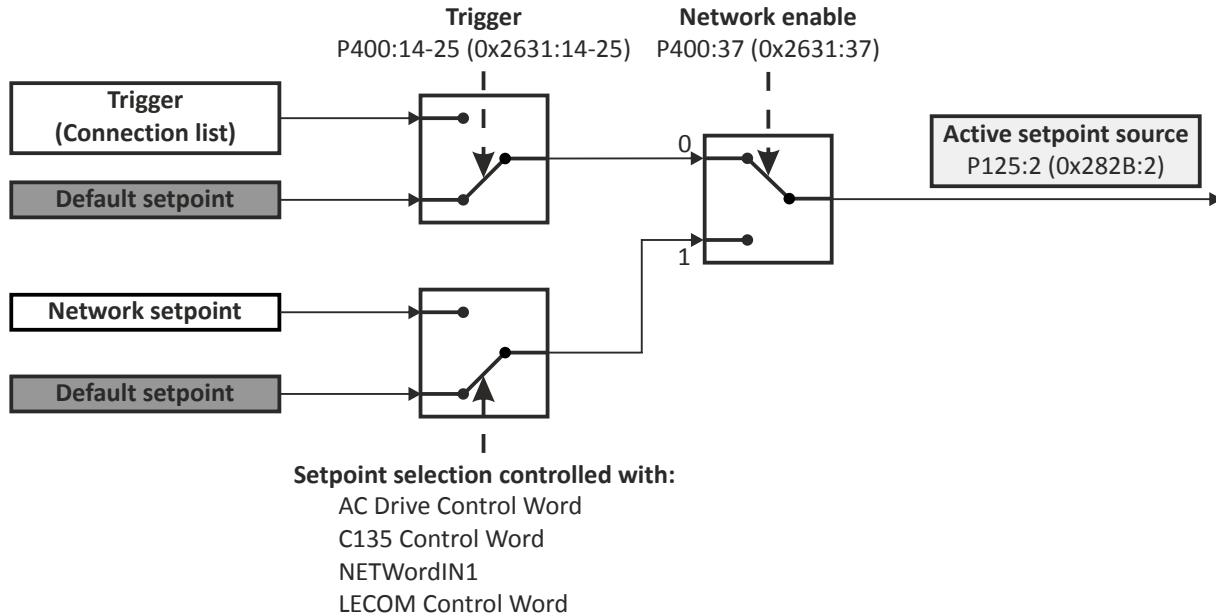 Trigger
P400:14-25 (0x2631:14-25)
Network enable
P400:37 (0x2631:37)
Trigger
(Connection list)
Default setpoint
0
1
Active setpoint source
P125:2 (0x282B:2)
Network setpoint
Default setpoint
Setpoint selection controlled with:
AC Drive Control Word
C135 Control Word
NETWordIN1
LECOM Control Word